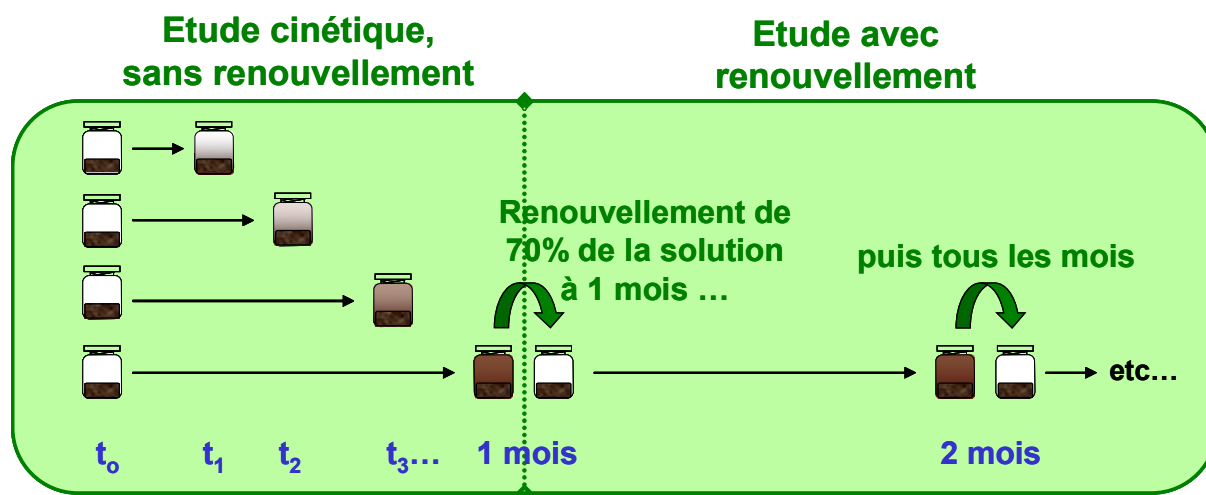 Etude cinétique,
sans renouvellement
Etude avec
renouvellement
Renouvellement de
70% de la solution
à 1 mois …
puis tous les mois
etc…
to
t1
t2
t3…
1 mois
2 mois